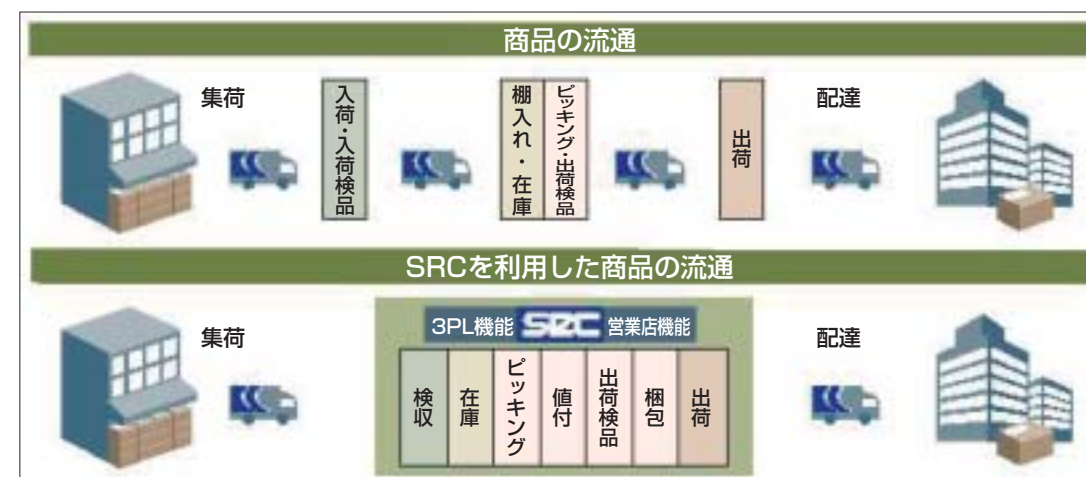 商品の流通
集荷
入荷・入荷検品
棚入れ・在庫
ピッキング・出荷検品
出荷
配達
SRCを利用した商品の流通
集荷
3PL機能 SRC 営業店機能
検収
在庫
ピッキング
値付
出荷検品
梱包
出荷
配達